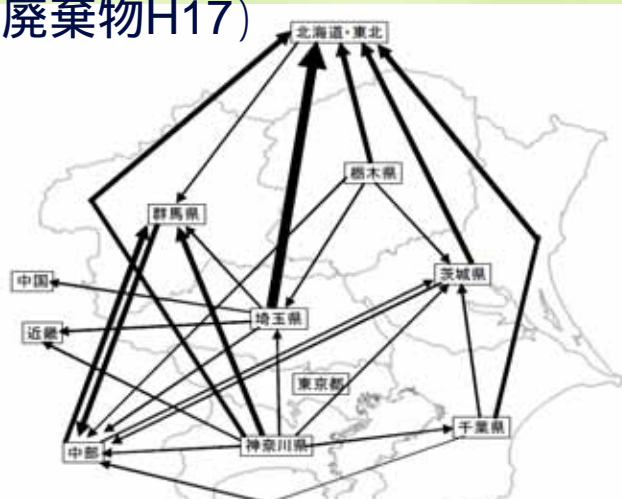 廃棄物H17)
北海道・東北
栃木県
群馬県
茨城県
中国
埼玉県
近畿
東京都
千葉県
神奈川県
中部